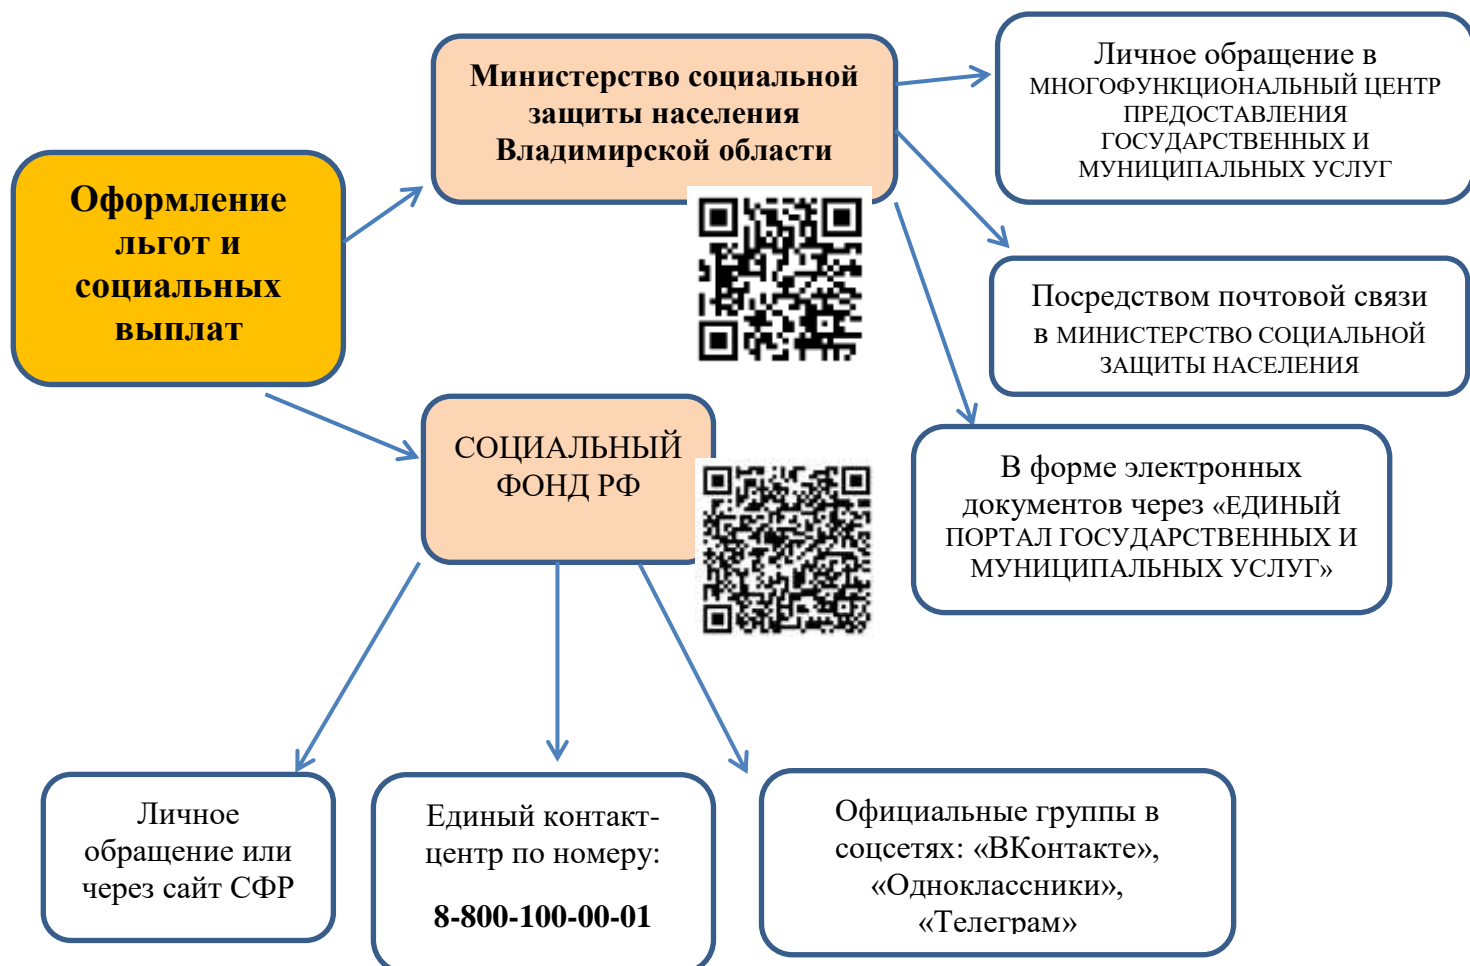 Оформление
льгот и
социальных
выплат
Министерство социальной
защиты населения
Владимирской области
Личное обращение в
МНОГОФУНКЦИОНАЛЬНЫЙ ЦЕНТР
ПРЕДОСТАВЛЕНИЯ
ГОСУДАРСТВЕННЫХ И
МУНИЦИПАЛЬНЫХ УСЛУГ
Посредством почтовой связи
в МИНИСТЕРСТВО СОЦИАЛЬНОЙ
ЗАЩИТЫ НАСЕЛЕНИЯ
В форме электронных
документов через «ЕДИНЫЙ
ПОРТАЛ ГОСУДАРСТВЕННЫХ И
МУНИЦИПАЛЬНЫХ УСЛУГ»
СОЦИАЛЬНЫЙ
ФОНД РФ
Личное
обращение или
через сайт СФР
Единый контакт-
центр по номеру:
8-800-100-00-01
Официальные группы в
соцсетях: «ВКонтакте»,
«Одноклассники»,
«Телеграм»